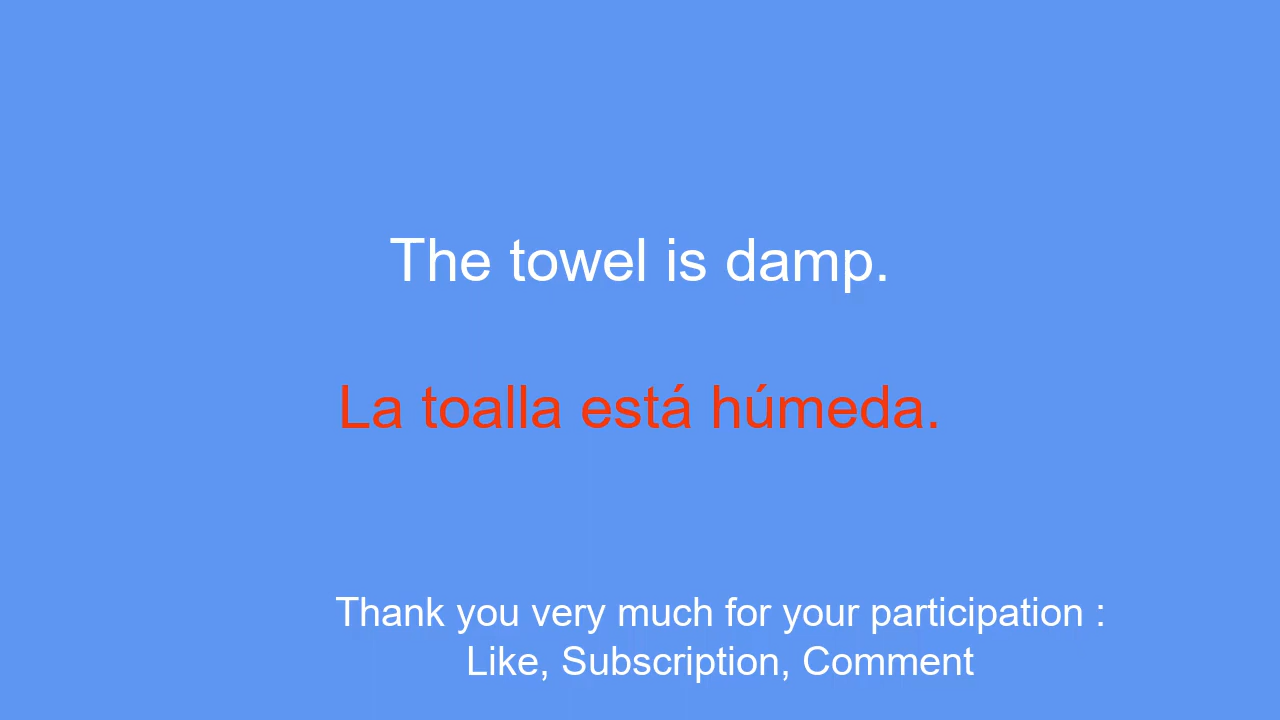 The towel is damp.
La toalla está húmeda.
Thank you very much for your participation :
Like, Subscription, Comment